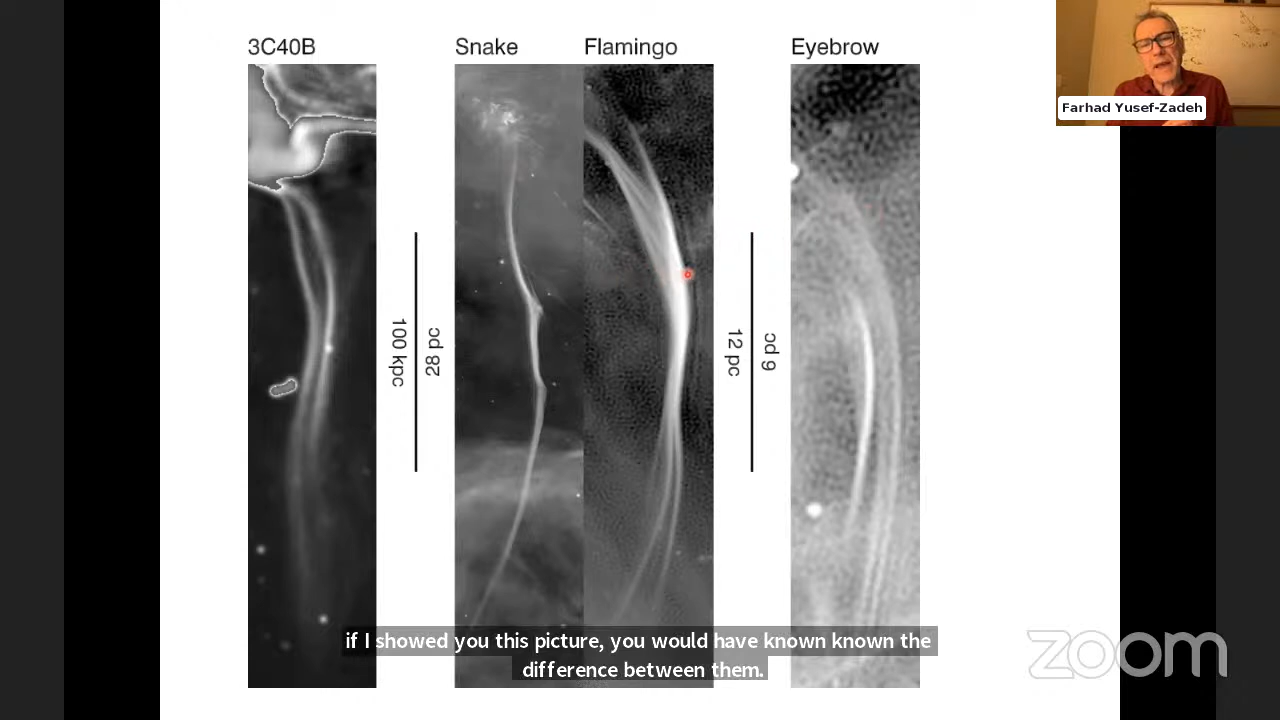 3C40B
Snake
Flamingo
Eyebrow
Farhad Yusef-Zadeh
100 kpc
28 pc
12 pc
6 pc
if I showed you this picture, you would have known known the
difference between them.
zoom